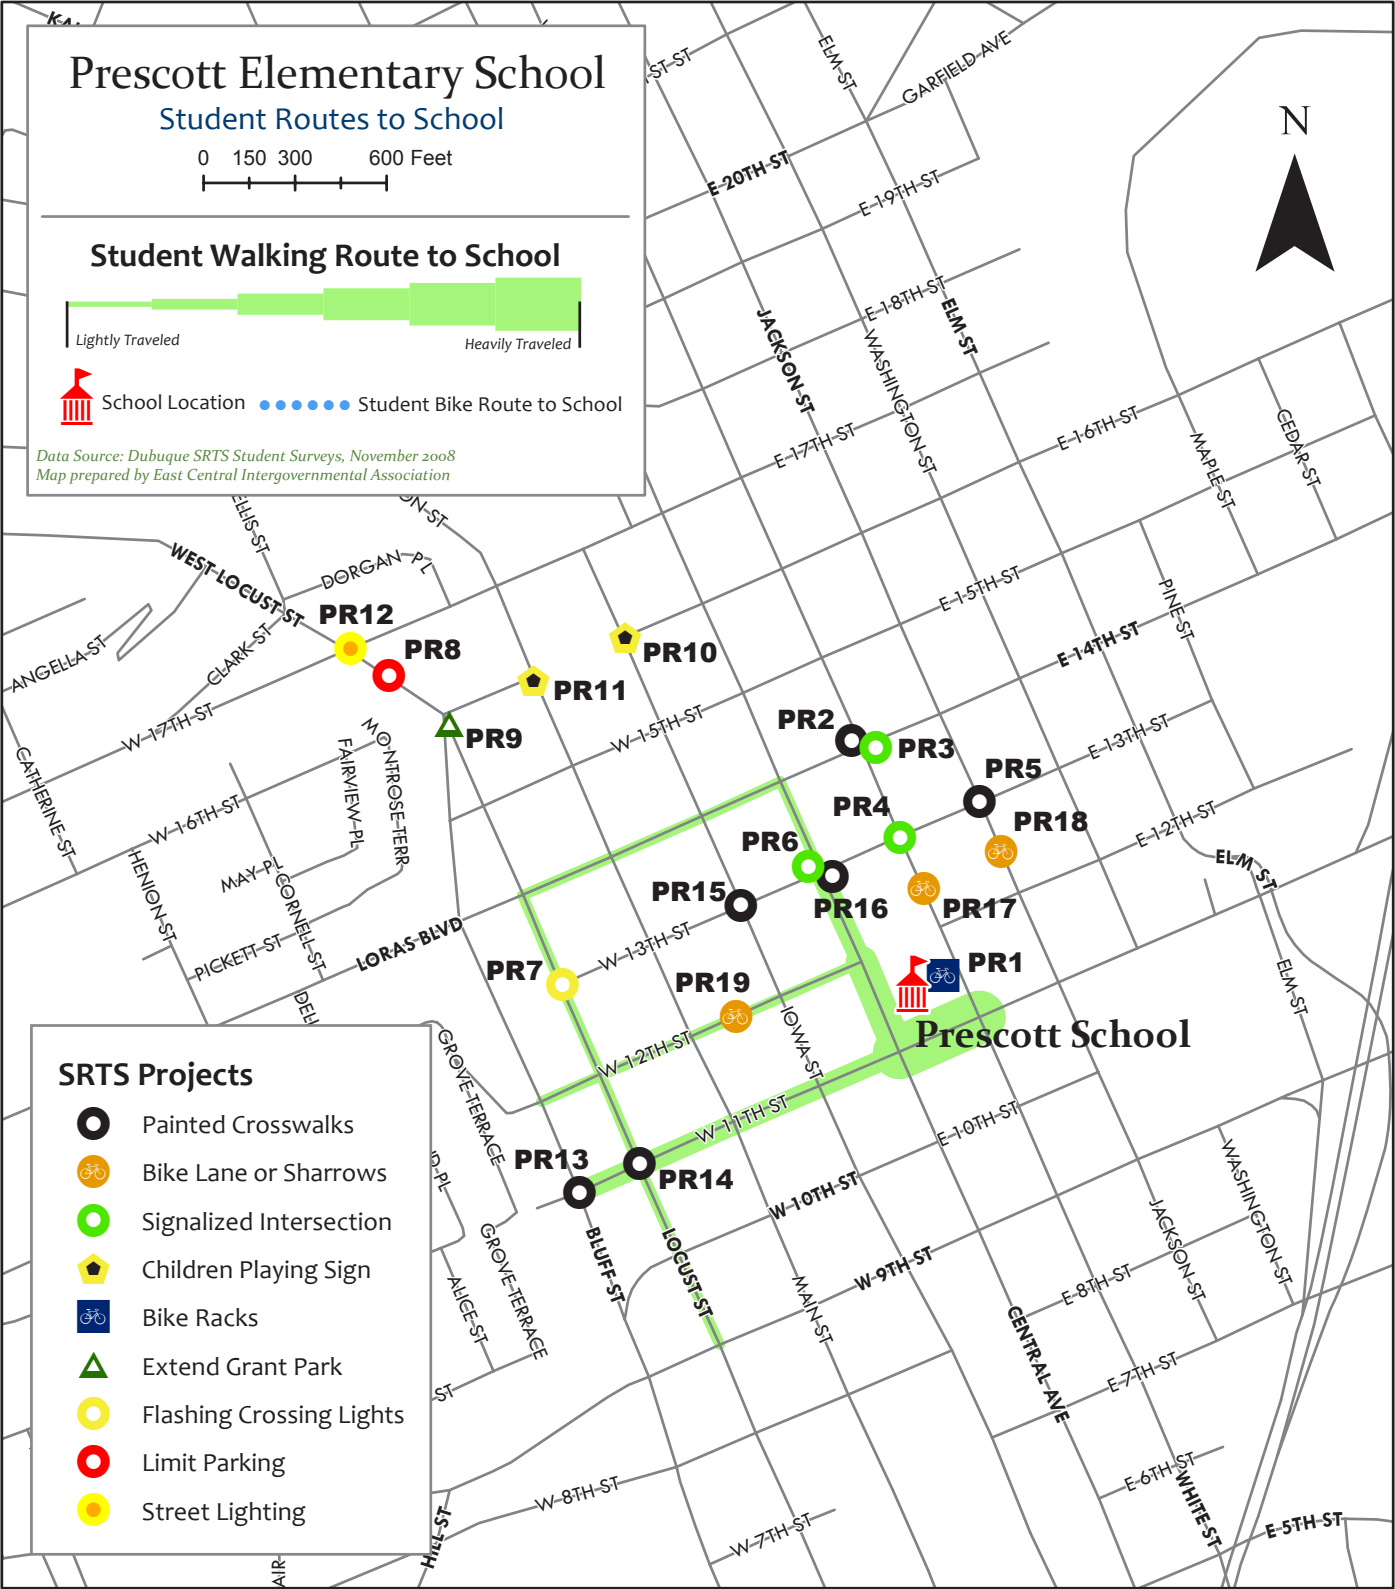 Prescott Elementary School
Student Routes to School
0 150 300 600 Feet
Student Walking Route to School
Lightly Traveled
Heavily Traveled
School Location
Student Bike Route to School
Data Source: Dubuque SRTS Student Surveys, November 2008
Map prepared by East Central Intergovernmental Association
N
ELM ST
GARFIELD AVE
E 20TH ST
E 19TH ST
E 18TH ST
ELM ST
JACKSON ST
WASHINGTON ST
E 17TH ST
E 16TH ST
MAPLE ST
CEDAR ST
WEST LOCUST ST
DORGAN PL
CLARK ST
ANGELLA ST
W 17TH ST
PR12
PR8
PR10
PR11
PR9
E 15TH ST
PINE ST
E 14TH ST
W 15TH ST
MONTROSE TERR
FAIRVIEW PL
CATHERINE ST
W 16TH ST
HENION ST
MAY PL
CORNELL ST
PICKETT ST
LORAS BLVD
PR2
PR3
PR5
E 13TH ST
PR4
PR18
E 12TH ST
ELM ST
PR6
PR15
PR16
PR17
W 13TH ST
PR7
PR19
PR1
Prescott School
ELM ST
IOWA ST
W 12TH ST
GROVE TERRACE
W 11TH ST
E 10TH ST
PR13
PR14
W 10TH ST
WASHINGTON ST
JACKSON ST
BLUFF ST
LOCUST ST
GROVE TERRACE
ALICE ST
MAIN ST
W 9TH ST
E 8TH ST
CENTRAL AVE
E 7TH ST
E 6TH ST
WHITE ST
E 5TH ST
W 8TH ST
W 7TH ST
HILL ST
SRTS Projects
Painted Crosswalks
Bike Lane or Sharrows
Signalized Intersection
Children Playing Sign
Bike Racks
Extend Grant Park
Flashing Crossing Lights
Limit Parking
Street Lighting